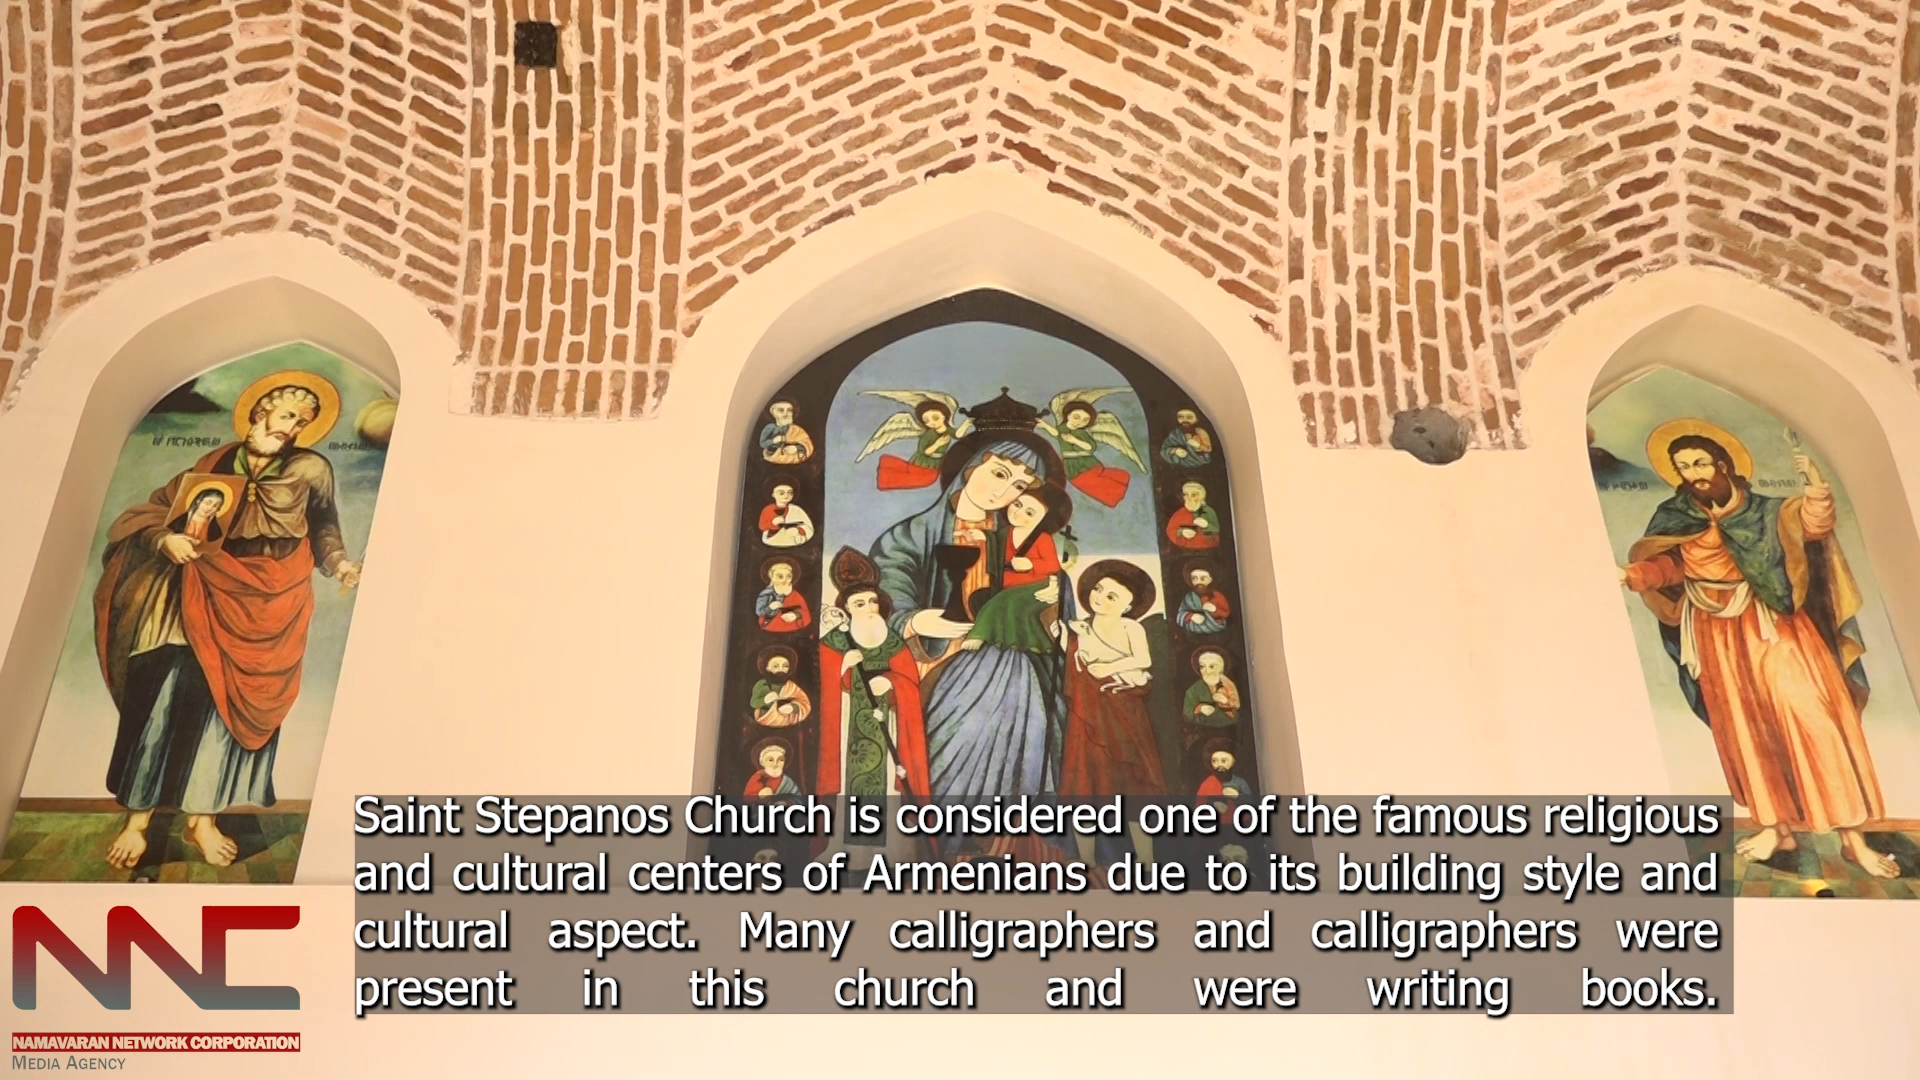 Saint Stepanos Church is considered one of the famous religious
and cultural centers of Armenians due to its building style and
cultural aspect. Many calligraphers and calligraphers were
present in this church and were writing books.
NNC
NAMAVARAN NETWORK CORPORATION
MEDIA AGENCY